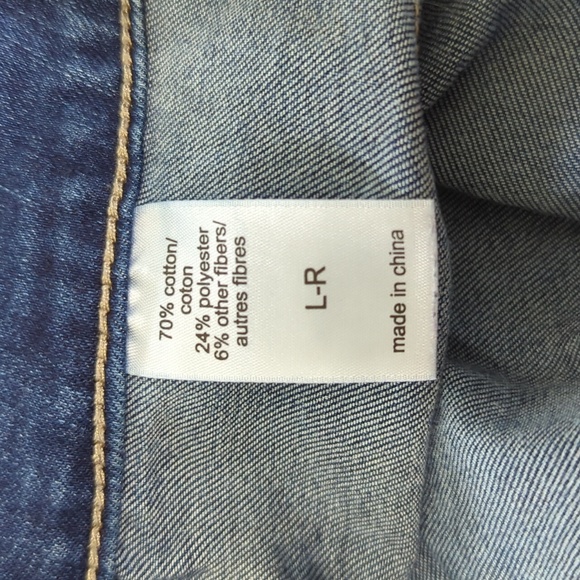 70% cotton/
coton
24% polyester
6% other fibers/
autres fibres
L-R
made in china